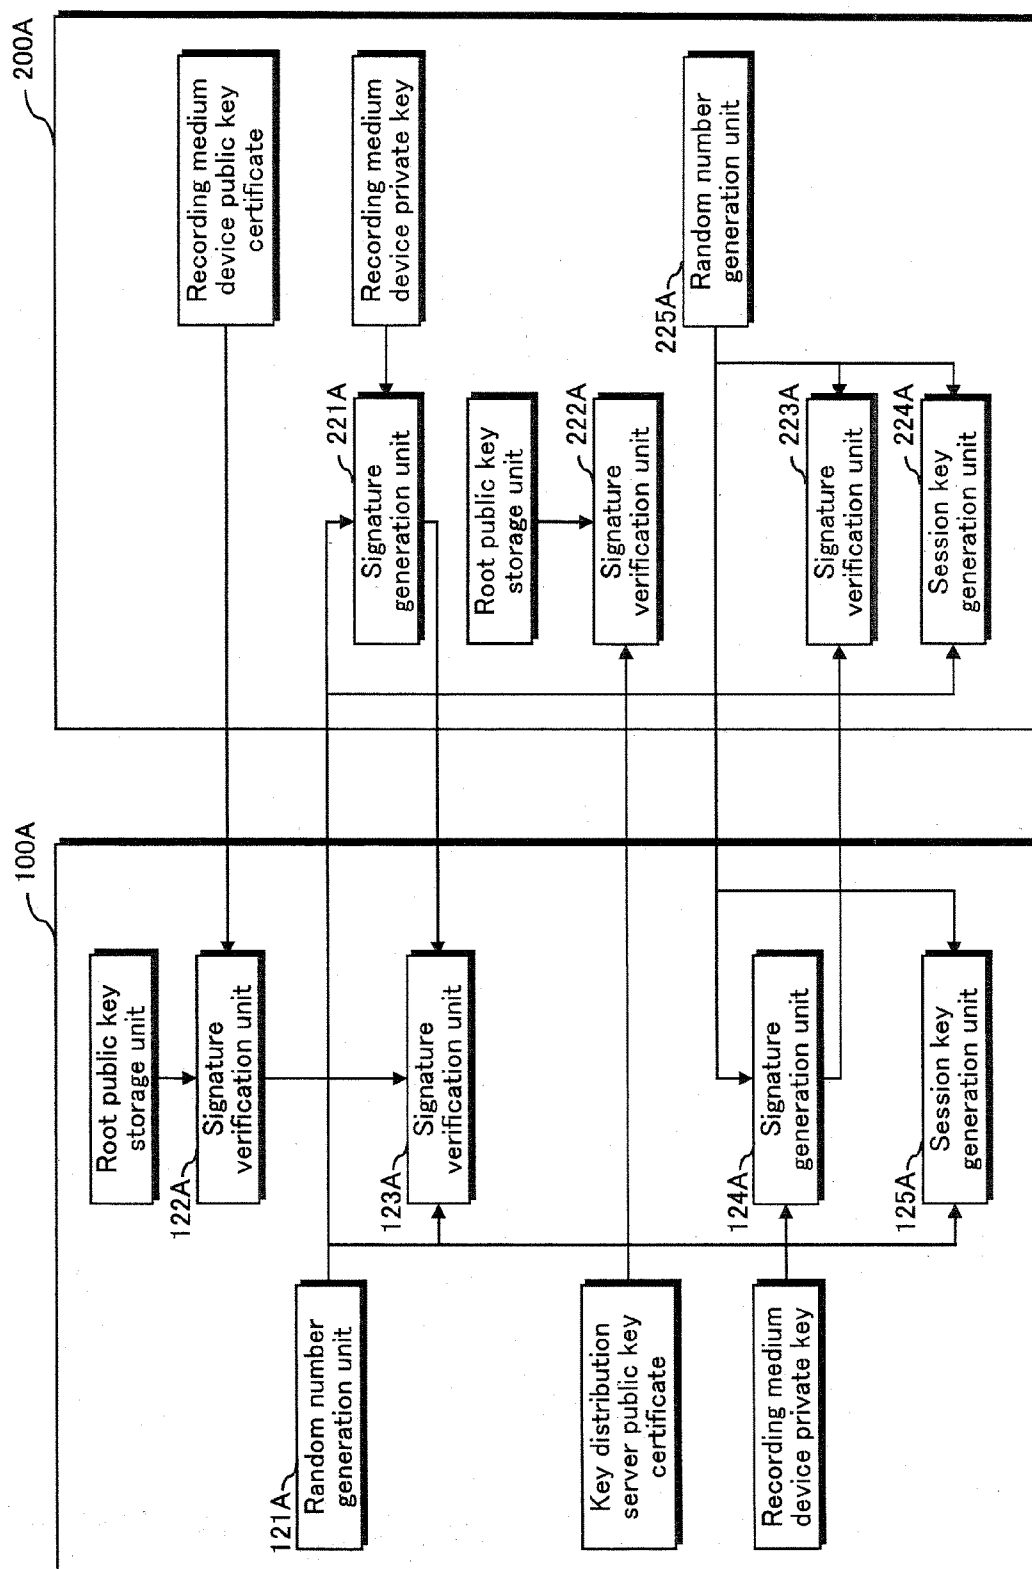 100A
200A
Root public key
storage unit
122A
Signature
verification unit
121A
Random number
generation unit
123A
Signature
verification unit
Key distribution
server public key
certificate
Recording medium
device private key
124A
Signature
generation unit
125A
Session key
generation unit
Recording medium
device public key
certificate
Recording medium
device private key
221A
Signature
generation unit
Root public key
storage unit
222A
Signature
verification unit
225A
Random number
generation unit
223A
Signature
verification unit
224A
Session key
generation unit